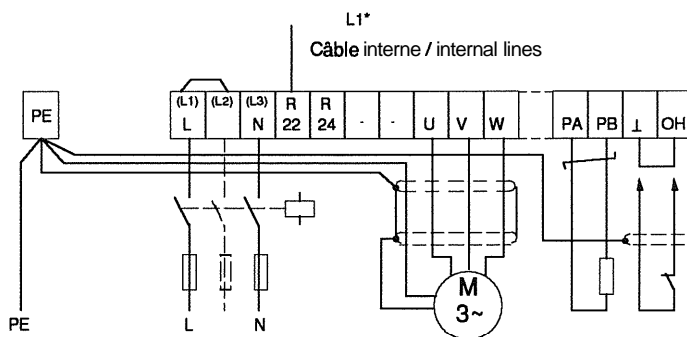 L1*
Câble interne / internal lines
PE
(L1) (L2) (L3) R R
L N 22 24 - - U V W PA PB ⊥ OH
M
3~
PE L N